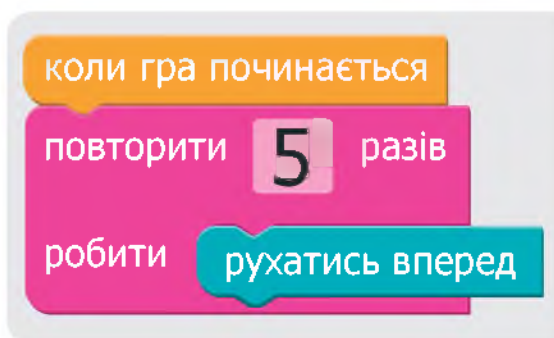 коли гра починається
повторити 5 разів
робити рухатись вперед